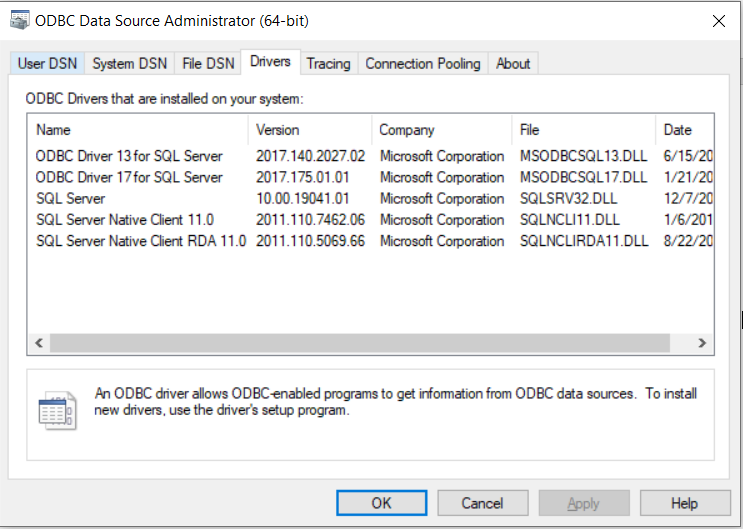 ODBC Data Source Administrator (64-bit)
User DSN System DSN File DSN Drivers Tracing Connection Pooling About
ODBC Drivers that are installed on your system:
Name Version Company File Date
ODBC Driver 13 for SQL Server 2017.140.2027.02 Microsoft Corporation MSODBCSQL13.DLL 6/15/20
ODBC Driver 17 for SQL Server 2017.175.01.01 Microsoft Corporation MSODBCSQL17.DLL 1/21/20
SQL Server 10.00.19041.01 Microsoft Corporation SQLSRV32.DLL 12/7/20
SQL Server Native Client 11.0 2011.110.7462.06 Microsoft Corporation SQLNCLI11.DLL 1/6/201
SQL Server Native Client RDA 11.0 2011.110.5069.66 Microsoft Corporation SQLNCLIRDA11.DLL 8/22/20
An ODBC driver allows ODBC-enabled programs to get information from ODBC data sources. To install
new drivers, use the driver's setup program.
OK Cancel Apply Help